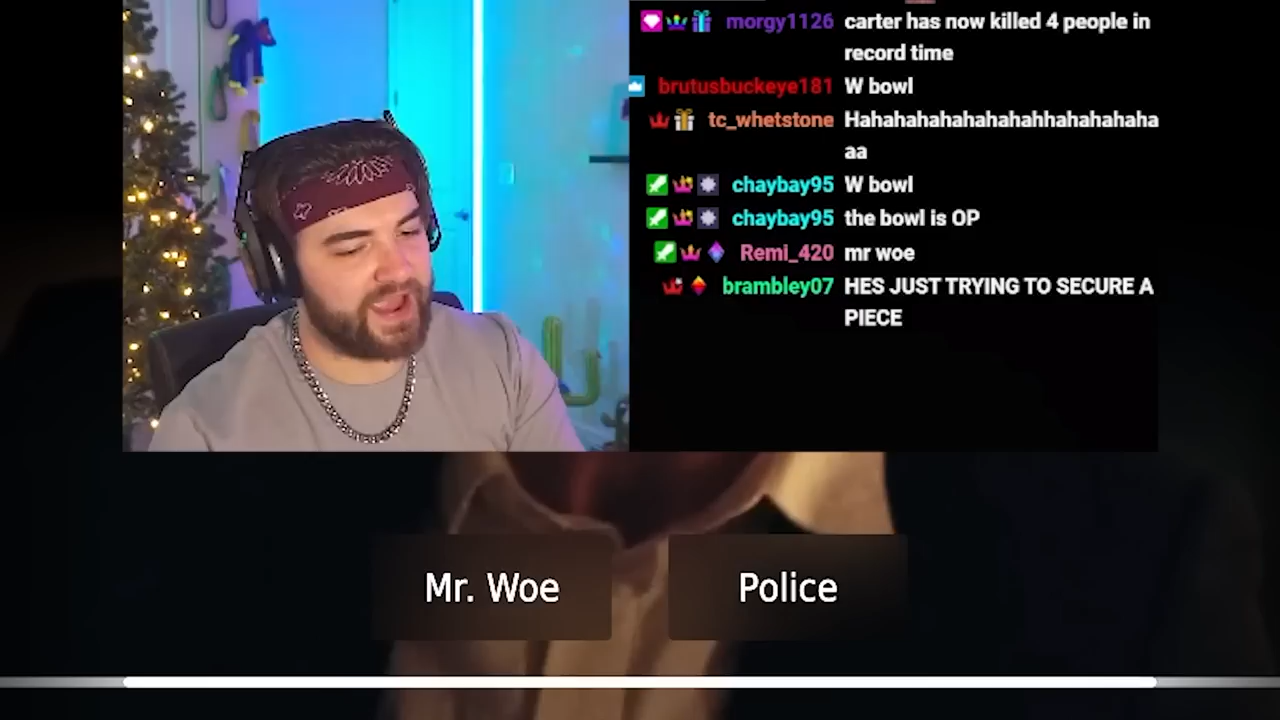 morgy1126 carter has now killed 4 people in
record time
brutusbuckeye181 W bowl
tc_whetstone Hahahahahahahahahhahahahaha
aa
chaybay95 W bowl
chaybay95 the bowl is OP
Remi_420 mr woe
brambley07 HES JUST TRYING TO SECURE A
PIECE
Mr. Woe Police